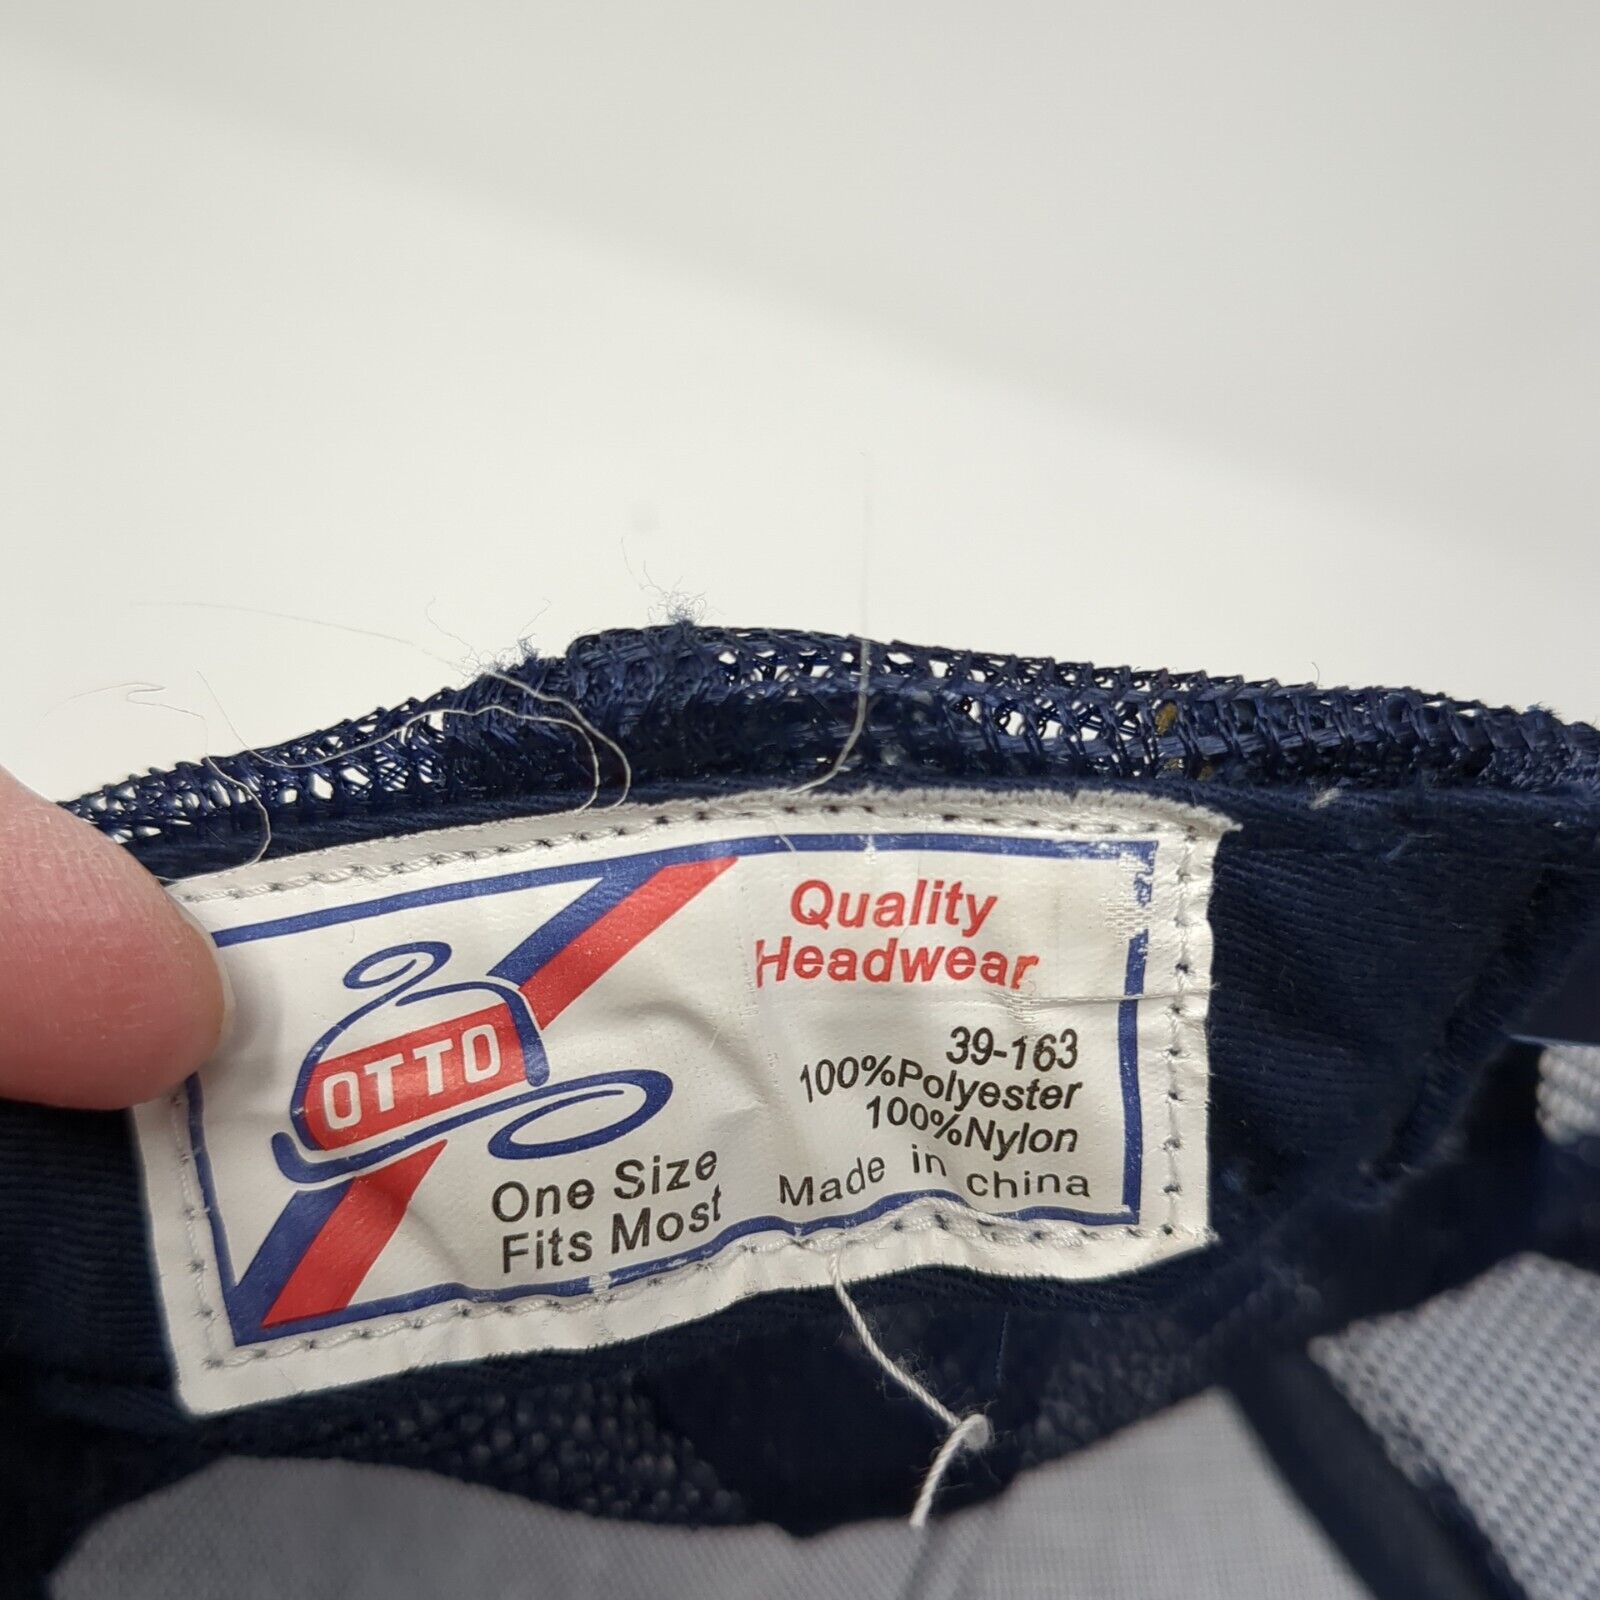 OTTO
One Size
Fits Most
Quality
Headwear
39-163
100%Polyester
100%Nylon
Made in china